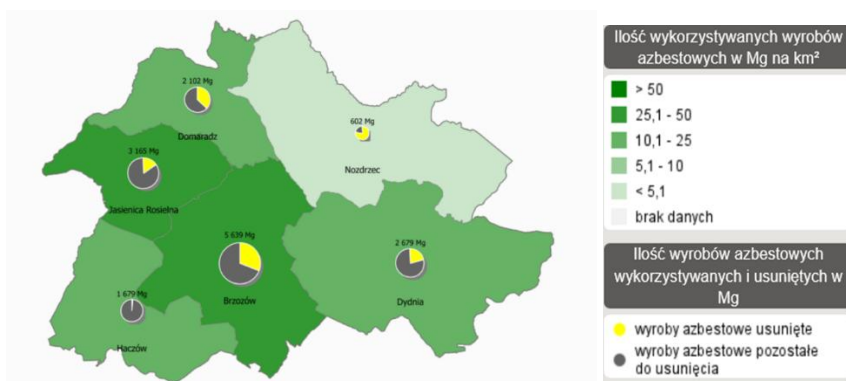 2 102 Mg
Domaradz
602 Mg
Nozdrzec
3 165 Mg
Jasienica Rosielna
5 639 Mg
Brzozów
2 679 Mg
Dydnia
1 679 Mg
Haczów
Ilość wykorzystywanych wyrobów
azbestowych w Mg na km²
> 50
25,1 - 50
10,1 - 25
5,1 - 10
< 5,1
brak danych
Ilość wyrobów azbestowych
wykorzystywanych i usuniętych w
Mg
wyroby azbestowe usunięte
wyroby azbestowe pozostałe
do usunięcia